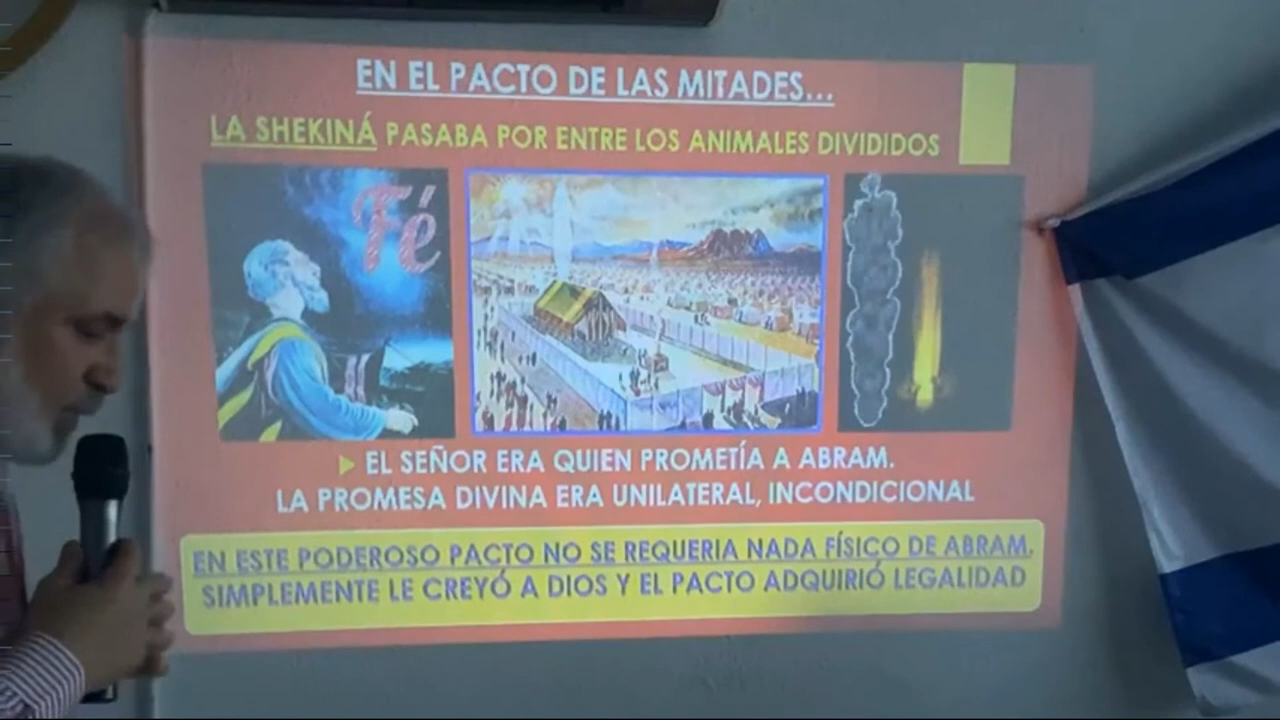 EN EL PACTO DE LAS MITADES...
LA SHEKINÁ PASABA POR ENTRE LOS ANIMALES DIVIDIDOS
Fé
EL SEÑOR ERA QUIEN PROMETÍA A ABRAM.
LA PROMESA DIVINA ERA UNILATERAL, INCONDICIONAL
EN ESTE PODEROSO PACTO NO SE REQUERIA NADA FÍSICO DE ABRAM.
SIMPLEMENTE LE CREYÓ A DIOS Y EL PACTO ADQUIRIÓ LEGALIDAD